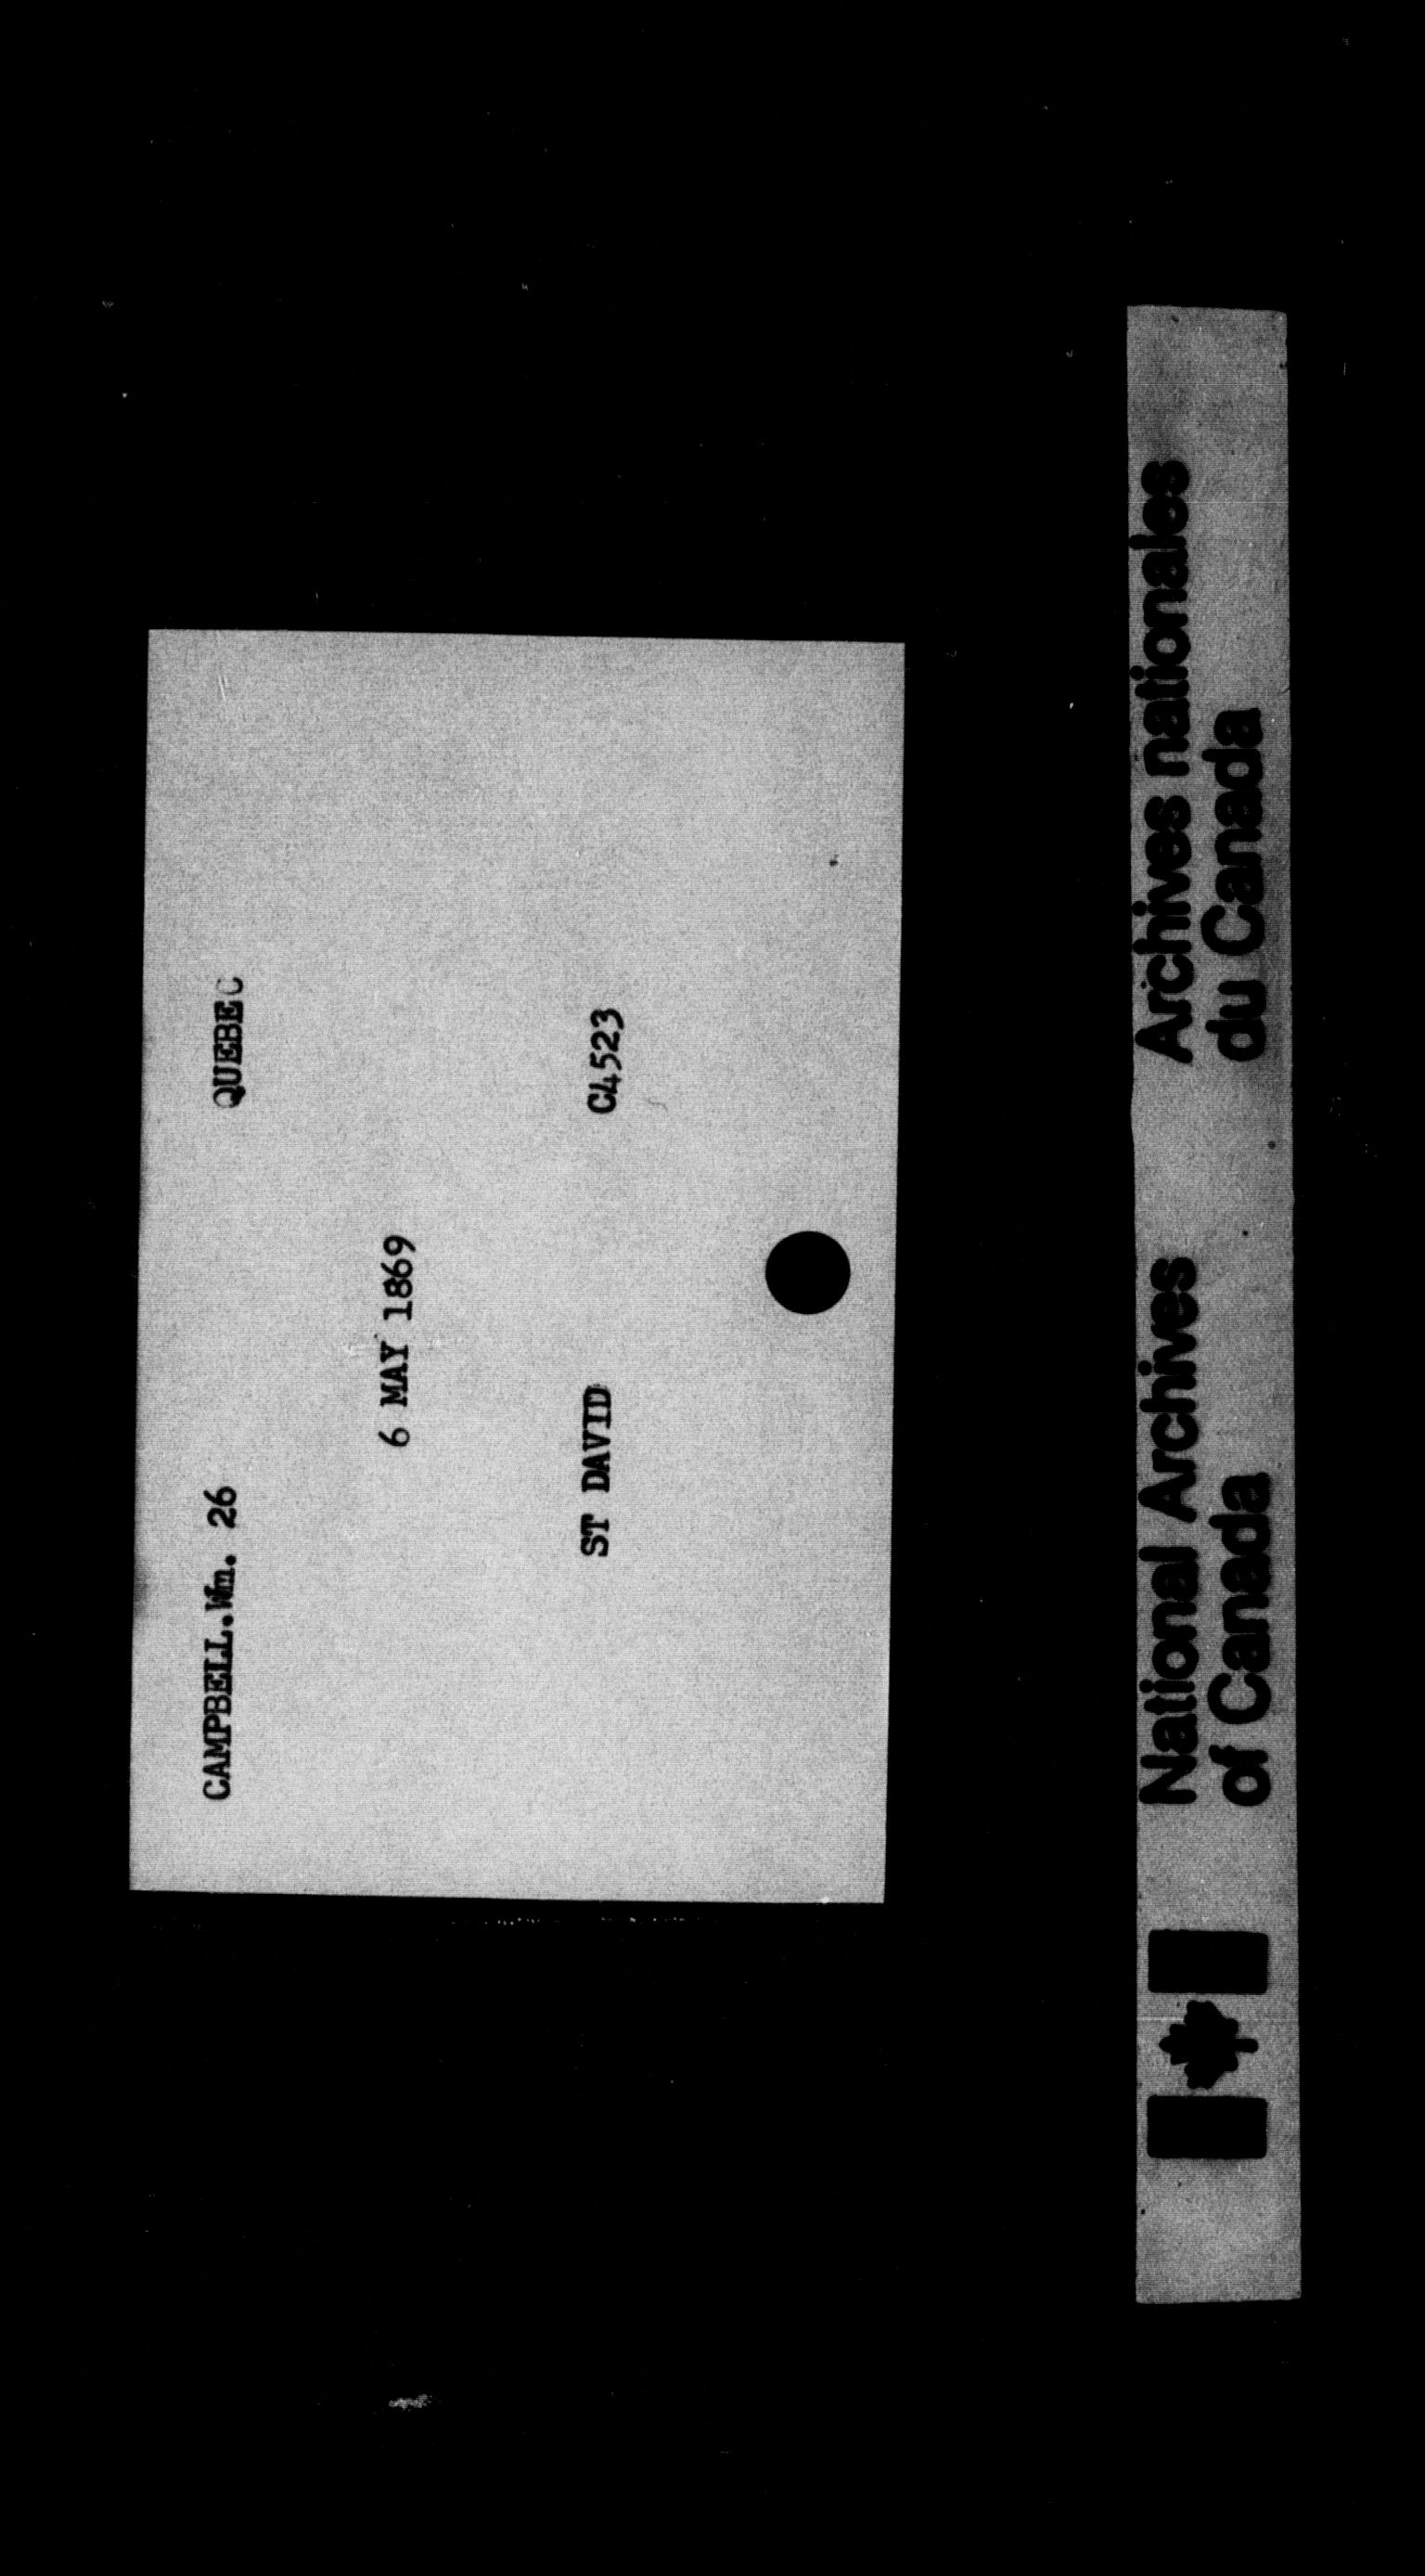 CAMPBELL.Wm. 26 QUEBEC
6 MAY 1869
ST DAVID C4523
National Archives
of Canada
Archives nationales
du Canada